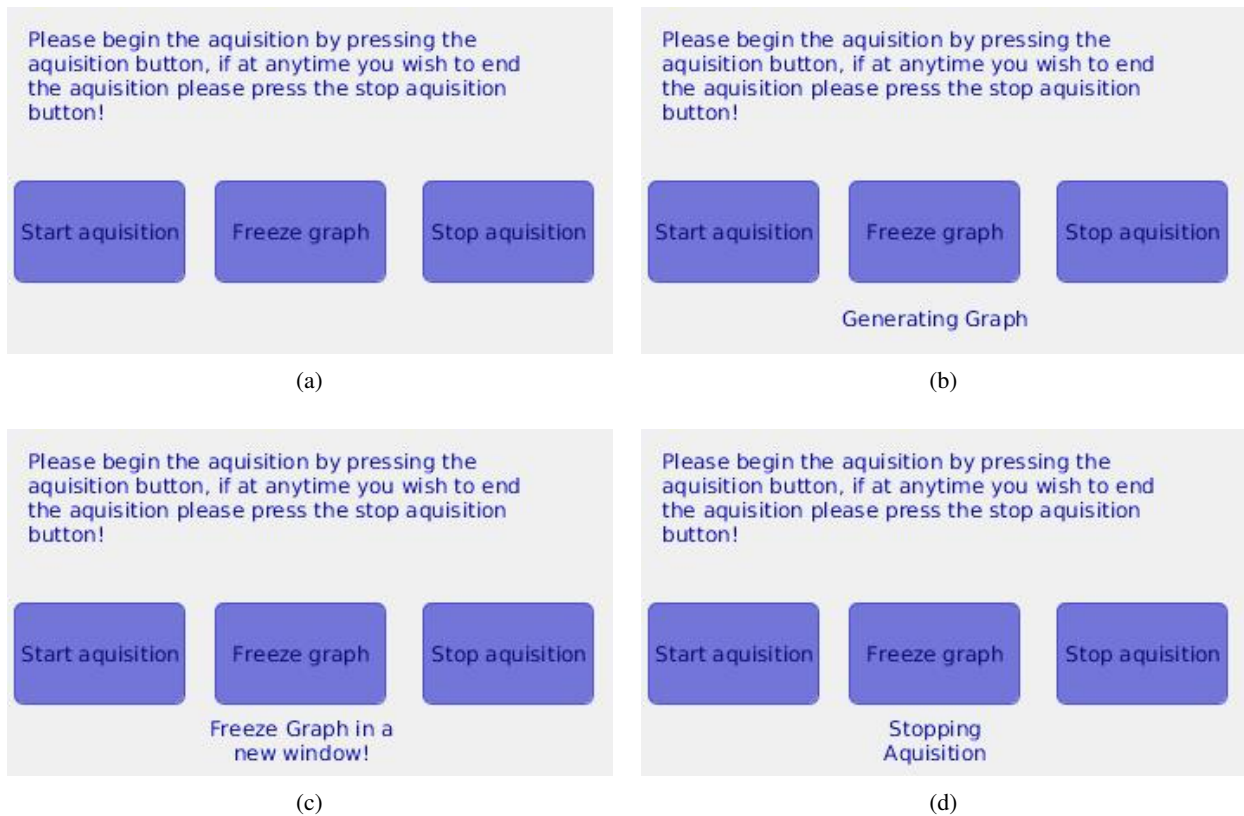 Please begin the aquisition by pressing the
aquisition button, if at anytime you wish to end
the aquisition please press the stop aquisition
button!
Start aquisition
Freeze graph
Stop aquisition
(a)
Please begin the aquisition by pressing the
aquisition button, if at anytime you wish to end
the aquisition please press the stop aquisition
button!
Start aquisition
Freeze graph
Stop aquisition
Generating Graph
(b)
Please begin the aquisition by pressing the
aquisition button, if at anytime you wish to end
the aquisition please press the stop aquisition
button!
Start aquisition
Freeze graph
Stop aquisition
Freeze Graph in a
new window!
(c)
Please begin the aquisition by pressing the
aquisition button, if at anytime you wish to end
the aquisition please press the stop aquisition
button!
Start aquisition
Freeze graph
Stop aquisition
Stopping
Aquisition
(d)